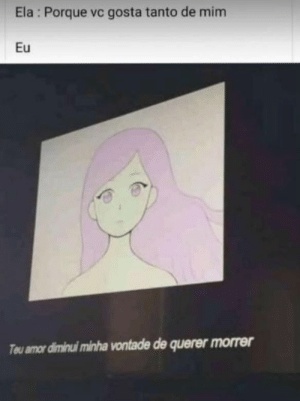 Ela : Porque vc gosta tanto de mim
Eu
Teu amor diminui minha vontade de querer morrer